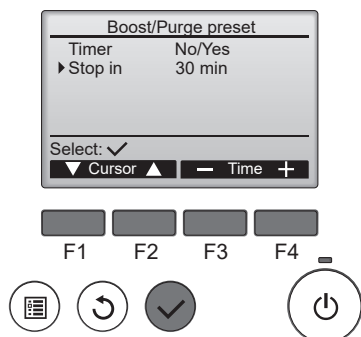 Boost/Purge preset
Timer No/Yes
Stop in 30 min
Select:
Cursor — Time +
F1 F2 F3 F4